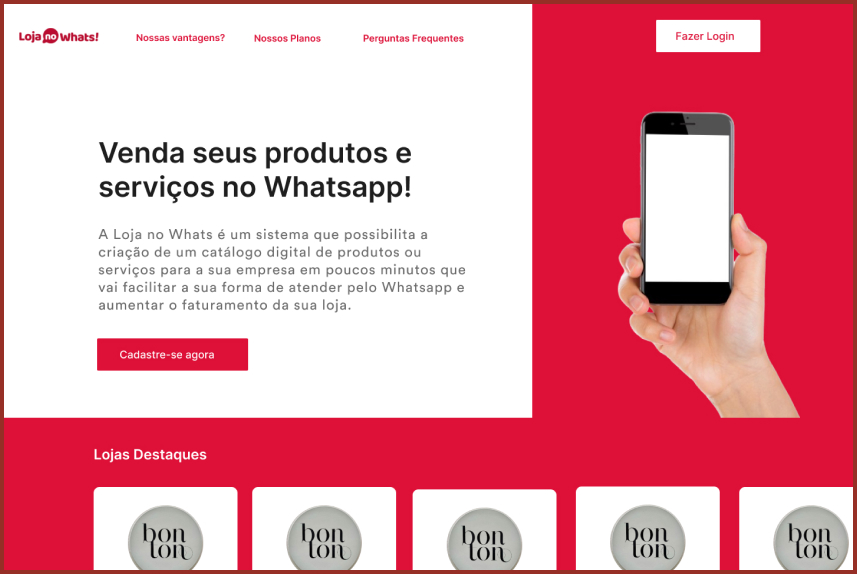 Loja no Whats!
Nossas vantagens?
Nossos Planos
Perguntas Frequentes
Fazer Login
Venda seus produtos e
serviços no Whatsapp!
A Loja no Whats é um sistema que possibilita a
criação de um catálogo digital de produtos ou
serviços para a sua empresa em poucos minutos que
vai facilitar a sua forma de atender pelo Whatsapp e
aumentar o faturamento da sua loja.
Cadastre-se agora
Lojas Destaques
bon
ton
bon
ton
bon
ton
bon
ton
bon
ton